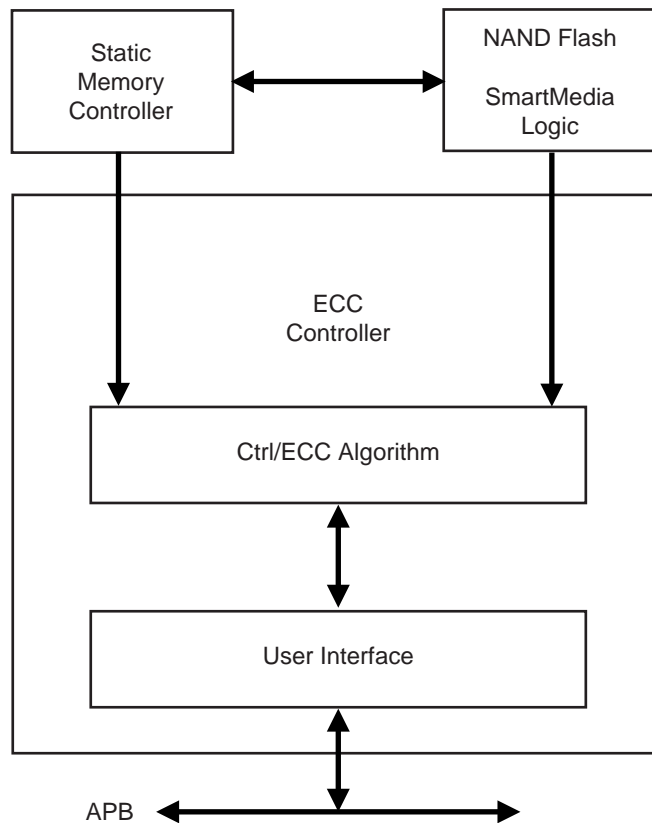 Static
Memory
Controller
NAND Flash
SmartMedia
Logic
ECC
Controller
Ctrl/ECC Algorithm
User Interface
APB